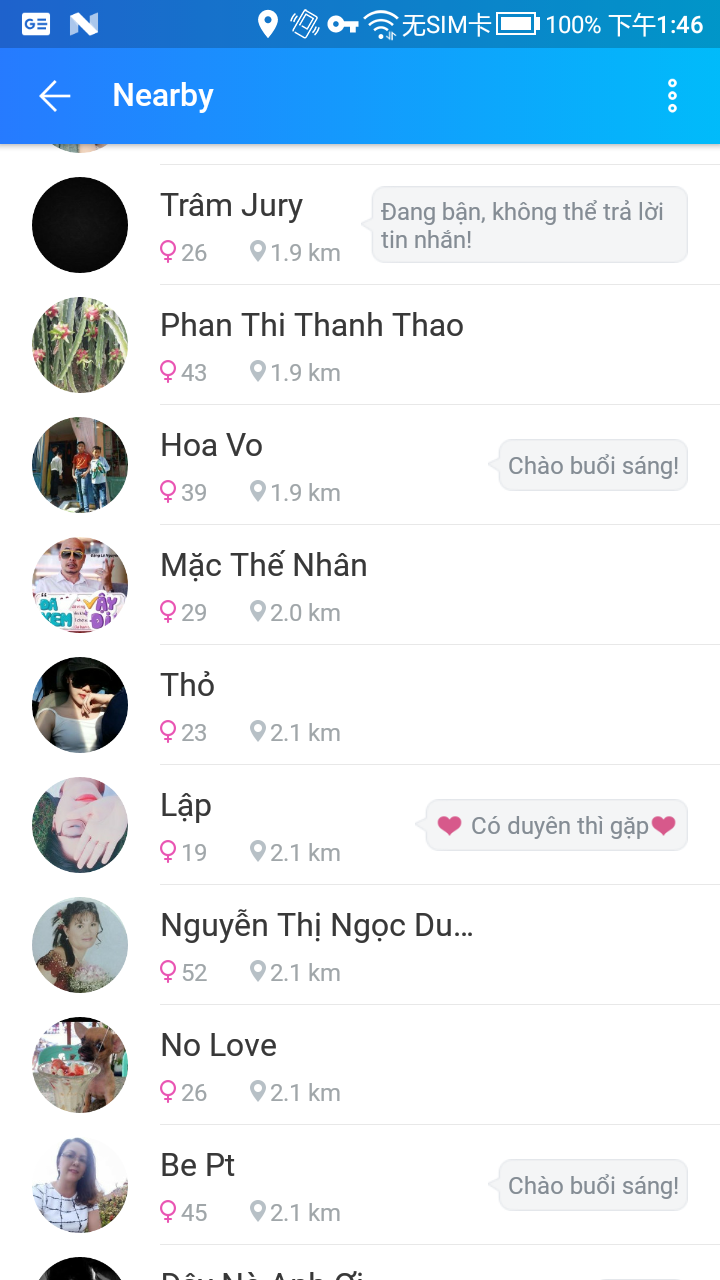 无SIM卡 100% 下午1:46
Nearby
Trâm Jury
26 1.9 km
Đang bận, không thể trả lời
tin nhắn!
Phan Thi Thanh Thao
43 1.9 km
Hoa Vo
39 1.9 km
Chào buổi sáng!
Mặc Thế Nhân
29 2.0 km
ĐÃ
XEM
Thỏ
23 2.1 km
Lập
19 2.1 km
Có duyên thì gặp
Nguyễn Thị Ngọc Du...
52 2.1 km
No Love
26 2.1 km
Be Pt
45 2.1 km
Chào buổi sáng!